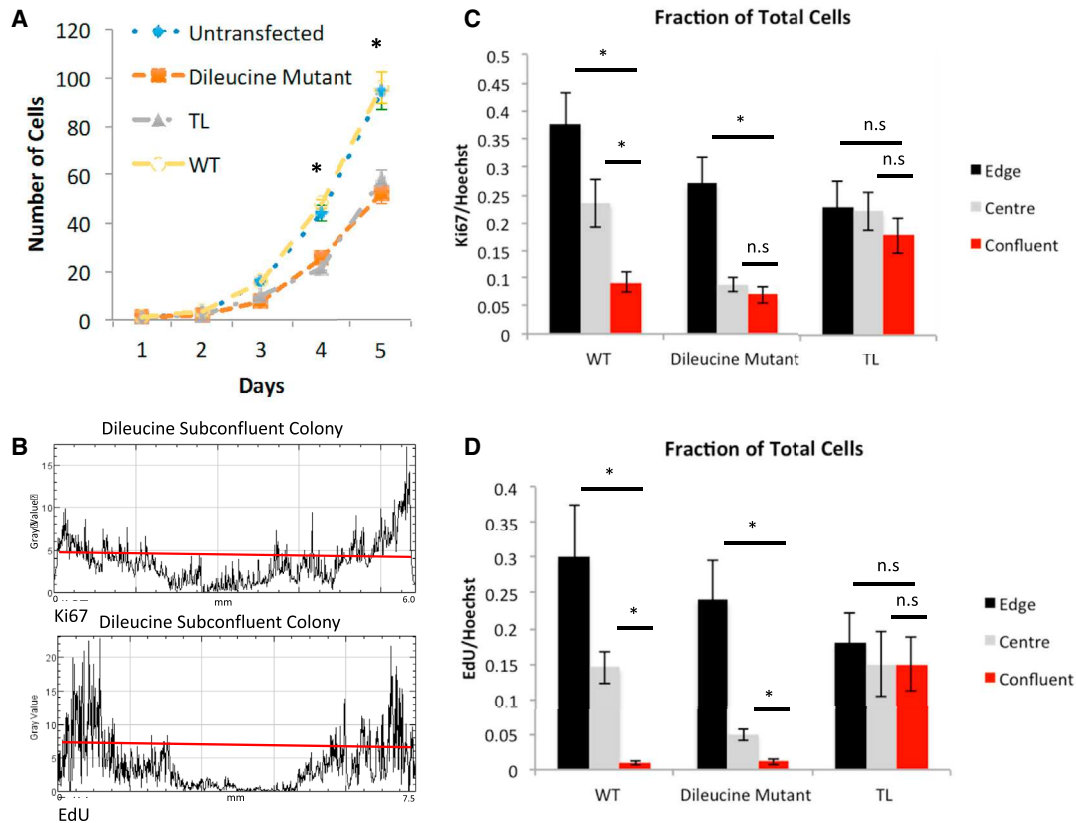 A
120
100
80
60
40
20
0
Number of Cells
Untransfected
Dileucine Mutant
TL
WT
*
*
1 2 3 4 5
Days
B
Dileucine Subconfluent Colony
15
10
5
0
Gray Value
mm
6.0
Ki67
Dileucine Subconfluent Colony
20
15
10
5
0
Gray Value
mm
7.5
EdU
C
Fraction of Total Cells
0.5
0.45
0.4
0.35
0.3
0.25
0.2
0.15
0.1
0.05
0
Ki67/Hoechst
*
*
*
n.s
n.s
n.s
WT Dileucine Mutant TL
Edge
Centre
Confluent
D
Fraction of Total Cells
0.4
0.35
0.3
0.25
0.2
0.15
0.1
0.05
0
EdU/Hoechst
*
*
*
*
n.s
n.s
WT Dileucine Mutant TL
Edge
Centre
Confluent